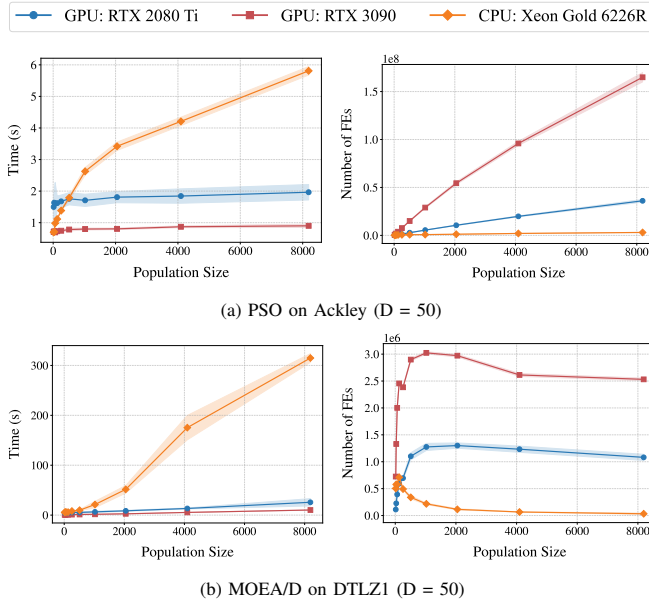 GPU: RTX 2080 Ti GPU: RTX 3090 CPU: Xeon Gold 6226R
6
5
4
3
2
1
0 2000 4000 6000 8000
Time (s)
Population Size
1e8
1.5
1.0
0.5
0.0
0 2000 4000 6000 8000
Number of FEs
Population Size
(a) PSO on Ackley (D = 50)
300
200
100
0
0 2000 4000 6000 8000
Time (s)
Population Size
1e6
3.0
2.5
2.0
1.5
1.0
0.5
0.0
0 2000 4000 6000 8000
Number of FEs
Population Size
(b) MOEA/D on DTLZ1 (D = 50)